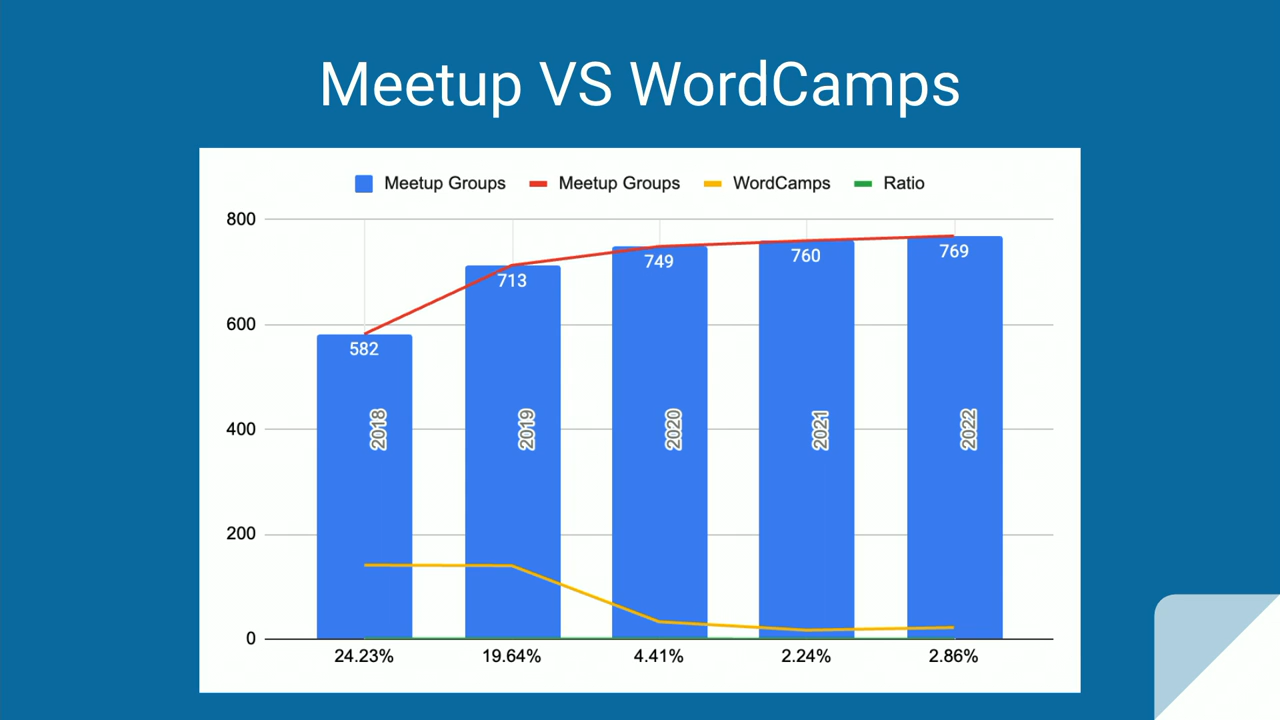 Meetup VS WordCamps
Meetup Groups Meetup Groups WordCamps Ratio
800
600
400
200
0
582 713 749 760 769
2018 2019 2020 2021 2022
24.23% 19.64% 4.41% 2.24% 2.86%